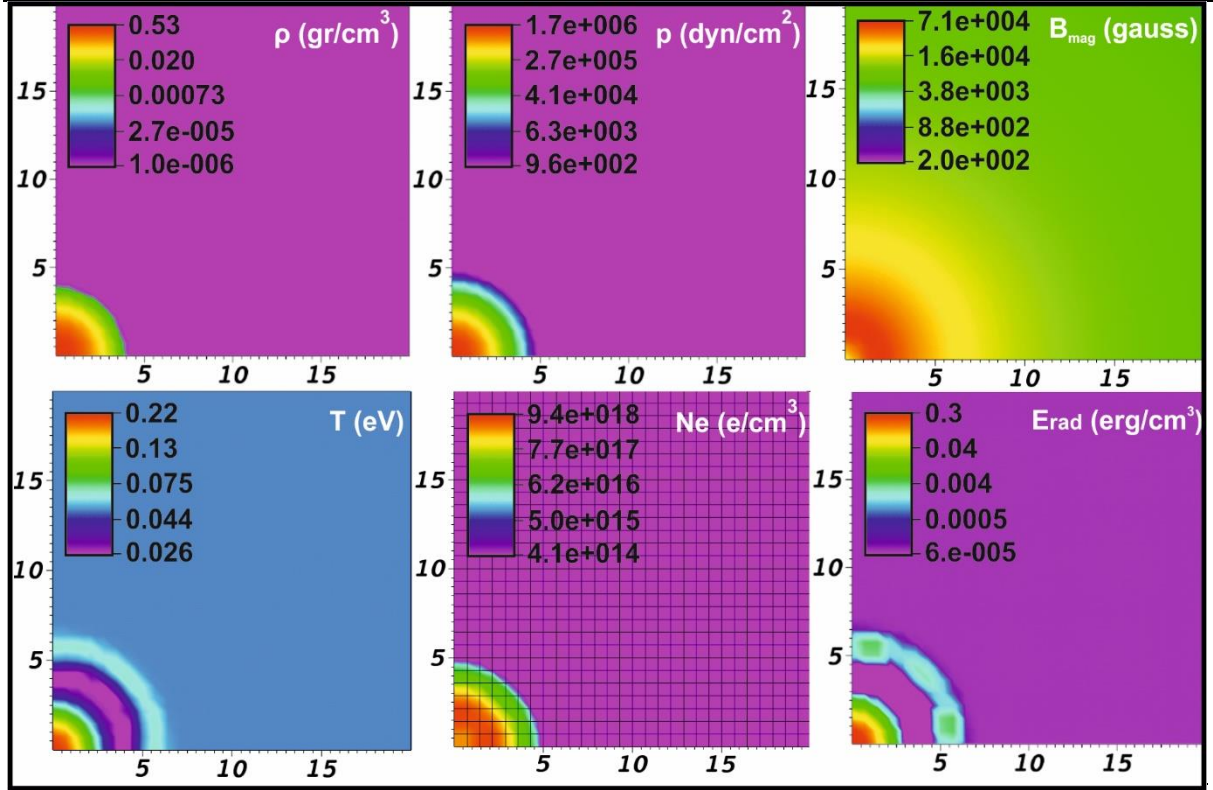 ρ (gr/cm³)
0.53
0.020
0.00073
2.7e-005
1.0e-006
15
10
5
5 10 15
p (dyn/cm²)
1.7e+006
2.7e+005
4.1e+004
6.3e+003
9.6e+002
15
10
5
5 10 15
Bmag (gauss)
7.1e+004
1.6e+004
3.8e+003
8.8e+002
2.0e+002
15
10
5
5 10 15
T (eV)
0.22
0.13
0.075
0.044
0.026
15
10
5
5 10 15
Ne (e/cm³)
9.4e+018
7.7e+017
6.2e+016
5.0e+015
4.1e+014
15
10
5
5 10 15
Erad (erg/cm³)
0.3
0.04
0.004
0.0005
6.e-005
15
10
5
5 10 15